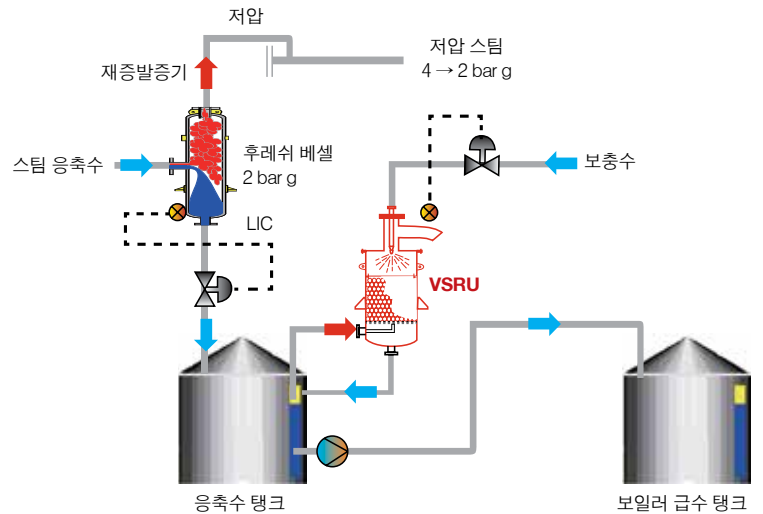 저압
저압 스팀
4 → 2 bar g
재증발증기
스팀 응축수
후레쉬 베셀
2 bar g
보충수
LIC
VSRU
응축수 탱크
보일러 급수 탱크